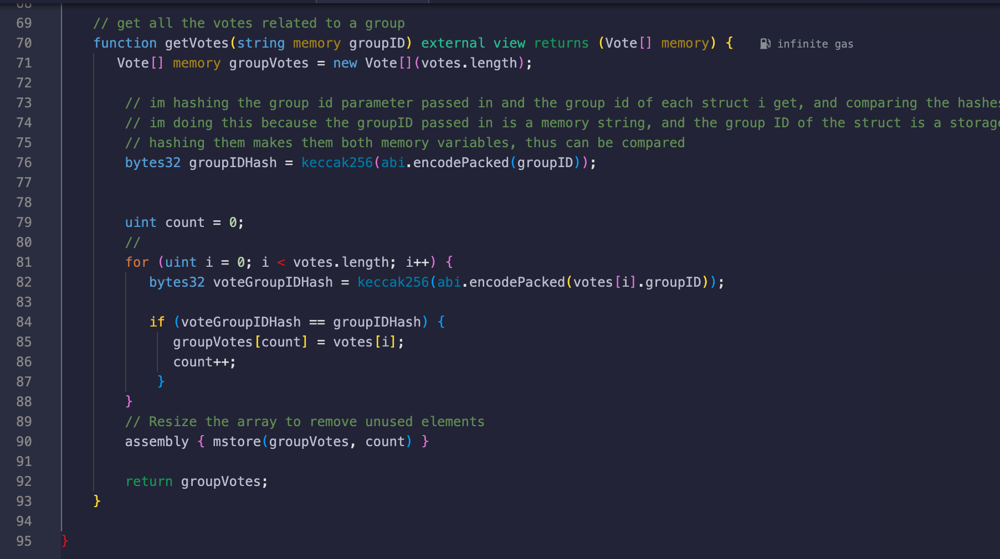 68
69 // get all the votes related to a group
70 function getVotes(string memory groupID) external view returns (Vote[] memory) { infinite gas
71 Vote[] memory groupVotes = new Vote[](votes.length);
72
73 // im hashing the group id parameter passed in and the group id of each struct i get, and comparing the hashes
74 // im doing this because the groupID passed in is a memory string, and the group ID of the struct is a storage
75 // hashing them makes them both memory variables, thus can be compared
76 bytes32 groupIDHash = keccak256(abi.encodePacked(groupID));
77
78
79 uint count = 0;
80 //
81 for (uint i = 0; i < votes.length; i++) {
82 bytes32 voteGroupIDHash = keccak256(abi.encodePacked(votes[i].groupID));
83
84 if (voteGroupIDHash == groupIDHash) {
85 groupVotes[count] = votes[i];
86 count++;
87 }
88 }
89 // Resize the array to remove unused elements
90 assembly { mstore(groupVotes, count) }
91
92 return groupVotes;
93 }
94
95 }